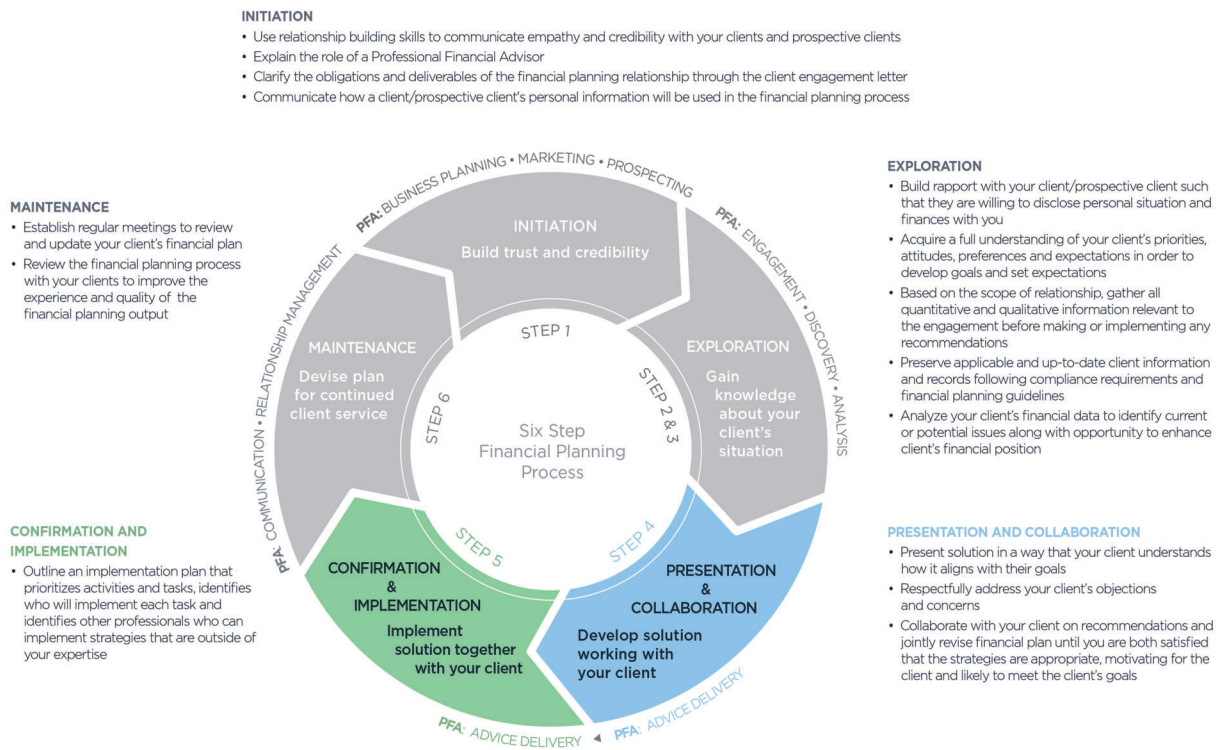 INITIATION
• Use relationship building skills to communicate empathy and credibility with your clients and prospective clients
• Explain the role of a Professional Financial Advisor
• Clarify the obligations and deliverables of the financial planning relationship through the client engagement letter
• Communicate how a client/prospective client's personal information will be used in the financial planning process
MAINTENANCE
• Establish regular meetings to review
and update your client's financial plan
• Review the financial planning process
with your clients to improve the
experience and quality of the
financial planning output
CONFIRMATION AND
IMPLEMENTATION
• Outline an implementation plan that
prioritizes activities and tasks, identifies
who will implement each task and
identifies other professionals who can
implement strategies that are outside of
your expertise
PFA: BUSINESS PLANNING • MARKETING • PROSPECTING
INITIATION
Build trust and credibility
STEP 1
PFA: ENGAGEMENT • DISCOVERY • ANALYSIS
EXPLORATION
Gain
knowledge
about your
client's
situation
STEP 2 & 3
PRESENTATION
&
COLLABORATION
Develop solution
working with
your client
STEP 4
PFA: ADVICE DELIVERY
CONFIRMATION
&
IMPLEMENTATION
Implement
solution together
with your client
STEP 5
PFA: ADVICE DELIVERY
MAINTENANCE
Devise plan
for continued
client service
STEP 6
PFA: COMMUNICATION • RELATIONSHIP MANAGEMENT
Six Step
Financial Planning
Process
EXPLORATION
• Build rapport with your client/prospective client such
that they are willing to disclose personal situation and
finances with you
• Acquire a full understanding of your client's priorities,
attitudes, preferences and expectations in order to
develop goals and set expectations
• Based on the scope of relationship, gather all
quantitative and qualitative information relevant to
the engagement before making or implementing any
recommendations
• Preserve applicable and up-to-date client information
and records following compliance requirements and
financial planning guidelines
• Analyze your client's financial data to identify current
or potential issues along with opportunity to enhance
client's financial position
PRESENTATION AND COLLABORATION
• Present solution in a way that your client understands
how it aligns with their goals
• Respectfully address your client's objections
and concerns
• Collaborate with your client on recommendations and
jointly revise financial plan until you are both satisfied
that the strategies are appropriate, motivating for the
client and likely to meet the client's goals